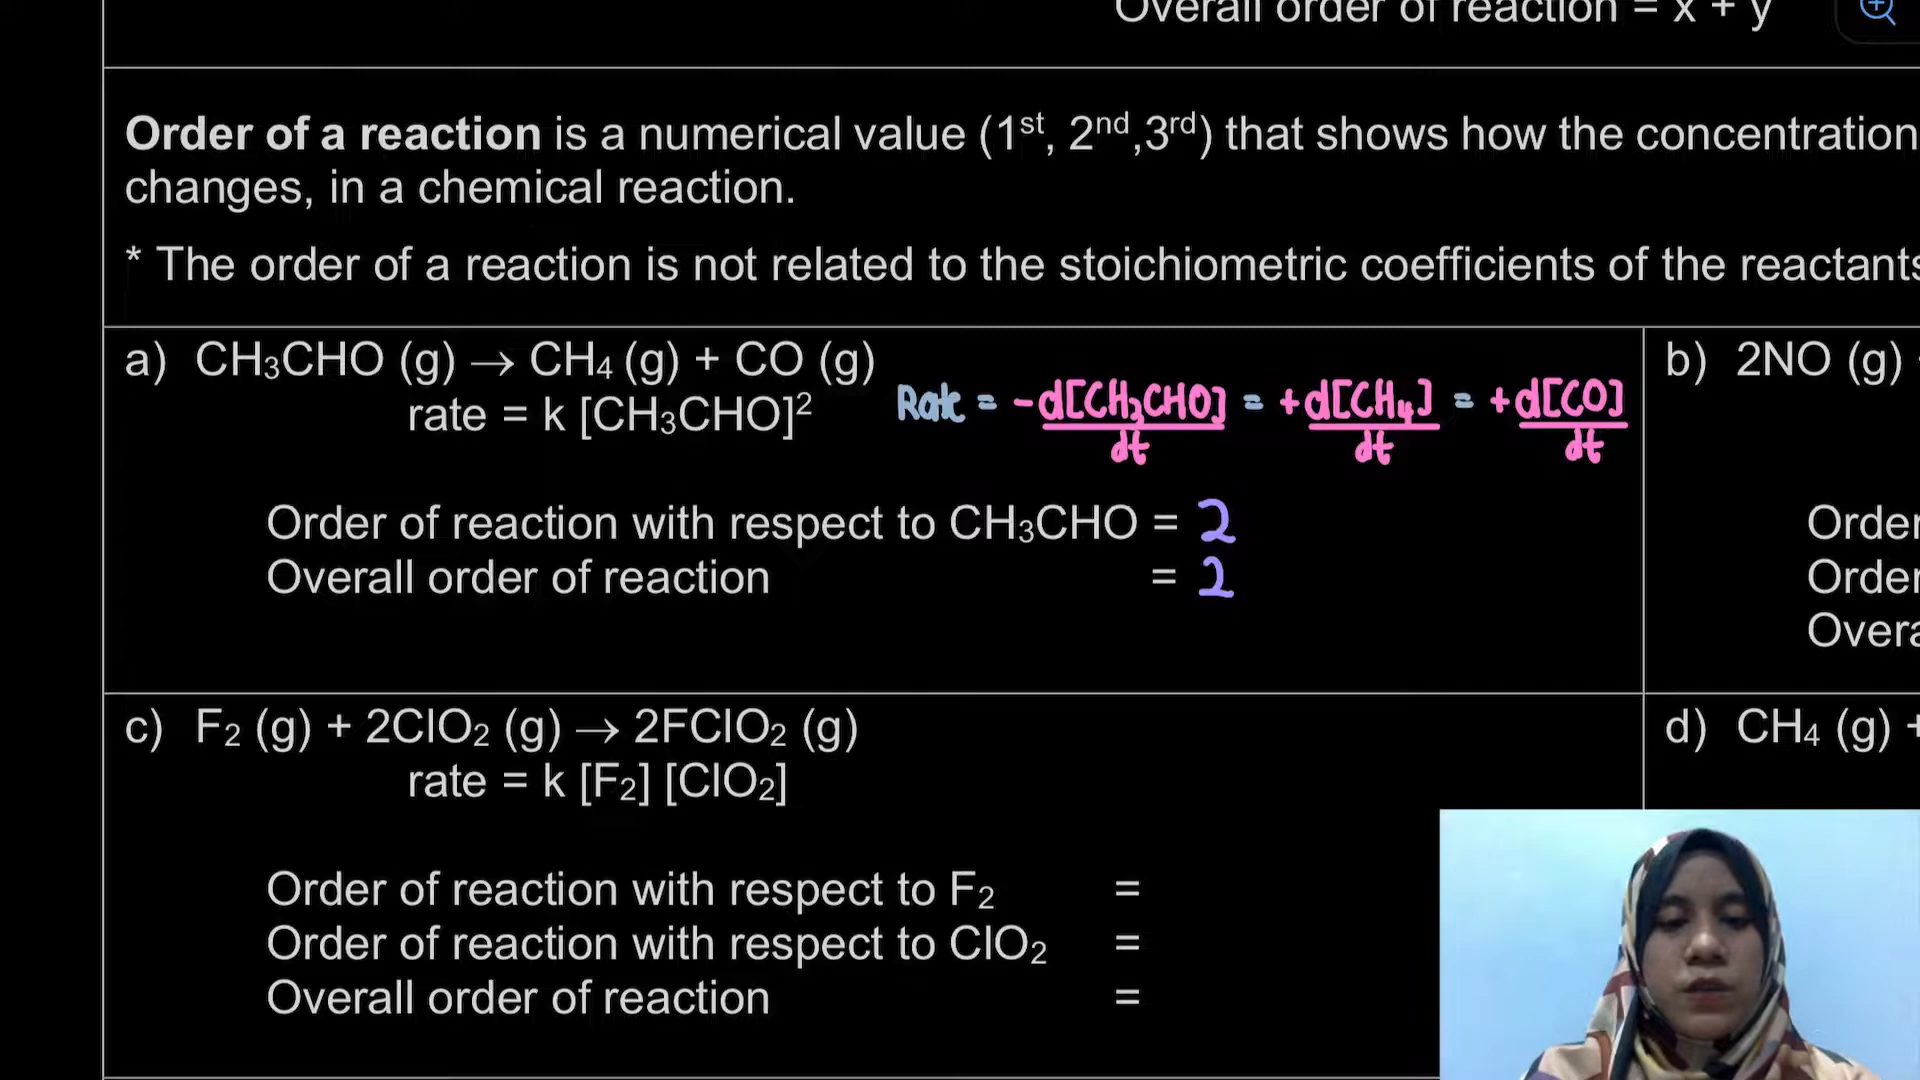 Overall order of reaction = x + y
Order of a reaction is a numerical value (1st, 2nd,3rd) that shows how the concentration
changes, in a chemical reaction.
* The order of a reaction is not related to the stoichiometric coefficients of the reactants
a) CH3CHO (g) → CH4 (g) + CO (g)
rate = k [CH3CHO]²
Rate = -d[CH3CHO]/dt = +d[CH4]/dt = +d[CO]/dt
Order of reaction with respect to CH3CHO = 2
Overall order of reaction = 2
b) 2NO (g)
Order
Order
Overa
c) F2 (g) + 2ClO2 (g) → 2FClO2 (g)
rate = k [F2] [ClO2]
Order of reaction with respect to F2 =
Order of reaction with respect to ClO2 =
Overall order of reaction =
d) CH4 (g) +